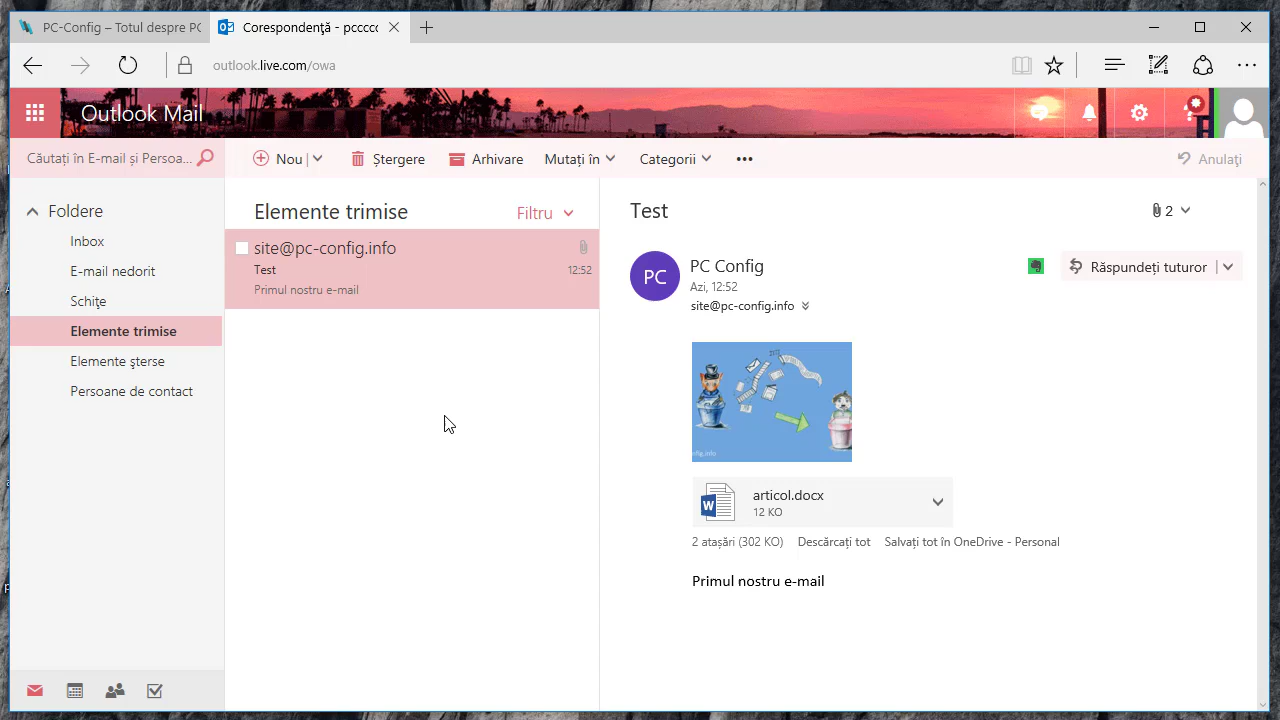 PC-Config – Totul despre PC
Corespondenţă - pccccc
outlook.live.com/owa
Outlook Mail
Căutați în E-mail și Persoa...
Nou
Ștergere
Arhivare
Mutați în
Categorii
Anulați
Foldere
Inbox
E-mail nedorit
Schițe
Elemente trimise
Elemente șterse
Persoane de contact
Elemente trimise
Filtru
site@pc-config.info
Test
12:52
Primul nostru e-mail
Test
2
PC
PC Config
Azi, 12:52
site@pc-config.info
Răspundeți tuturor
nfig.info
W
articol.docx
12 KO
2 atașări (302 KO) Descărcați tot Salvați tot în OneDrive - Personal
Primul nostru e-mail